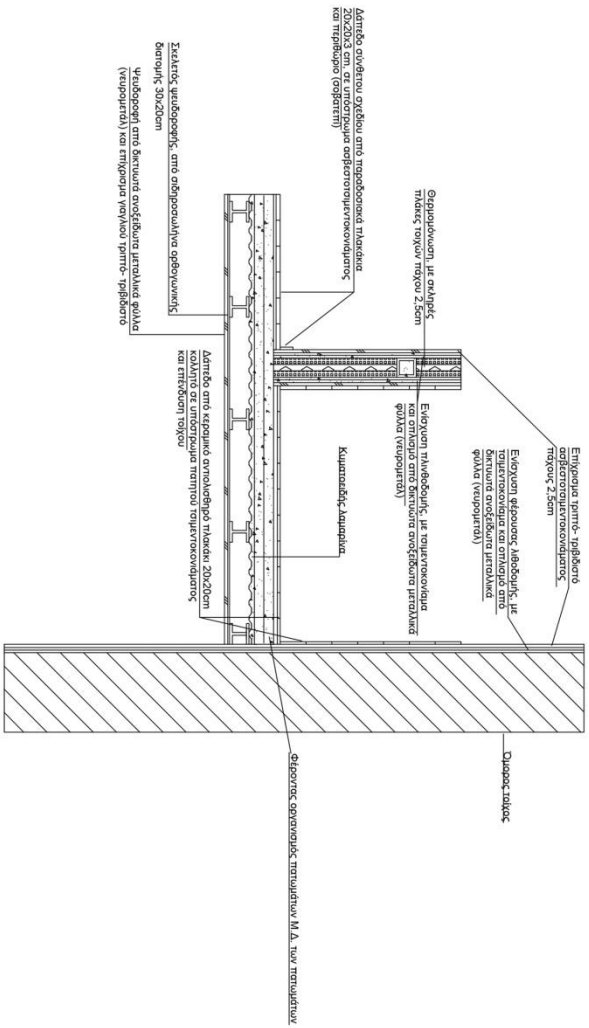 Επίχρισμα τριπτό- τριβιδιστό
ασβεστοτσιμεντοκονιάματος
πάχους 2,5cm
Ενίσχυση φέρουσας λιθοδομής, με
τσιμεντοκονίαμα και οπλισμό από
δικτυωτά ανοξείδωτα μεταλλικά
φύλλα (νευρομετάλ)
Όμορος τοίχος
Θερμομόνωση, με σκληρές
πλάκες τοίχων πάχου 2,5cm
Ενίσχυση πλινθοδομής, με τσιμεντοκονίαμα
και οπλισμό από δικτυωτά ανοξείδωτα μεταλλικά
φύλλα (νευρομετάλ)
Δάπεδο σύνθετου σχεδίου από παραδοσιακά πλακάκια
20x20x3 cm, σε υπόστρωμα ασβεστοτσιμεντοκονιάματος
και περιθώριο (σοβατεπί)
Κυματοειδής λαμαρίνα
Φέροντας οργανισμός πατωμάτων Μ.Δ. των πατωμάτων
Δάπεδο από κεραμικό αντιολισθηρό πλακάκι 20x20cm
κολλητό σε υπόστρωμα πατητού τσιμεντοκονιάματος
και επένδυση τοίχου
Σκελετός ψευδοροφής, από σιδηροσωλήνα ορθογωνικής
διατομής 30x20cm
Ψευδοροφή από δικτυωτά ανοξείδωτα μεταλλικά φύλλα
(νευρομετάλ) και επίχρισμα γιαγλιού τριπτό- τριβιδιστό